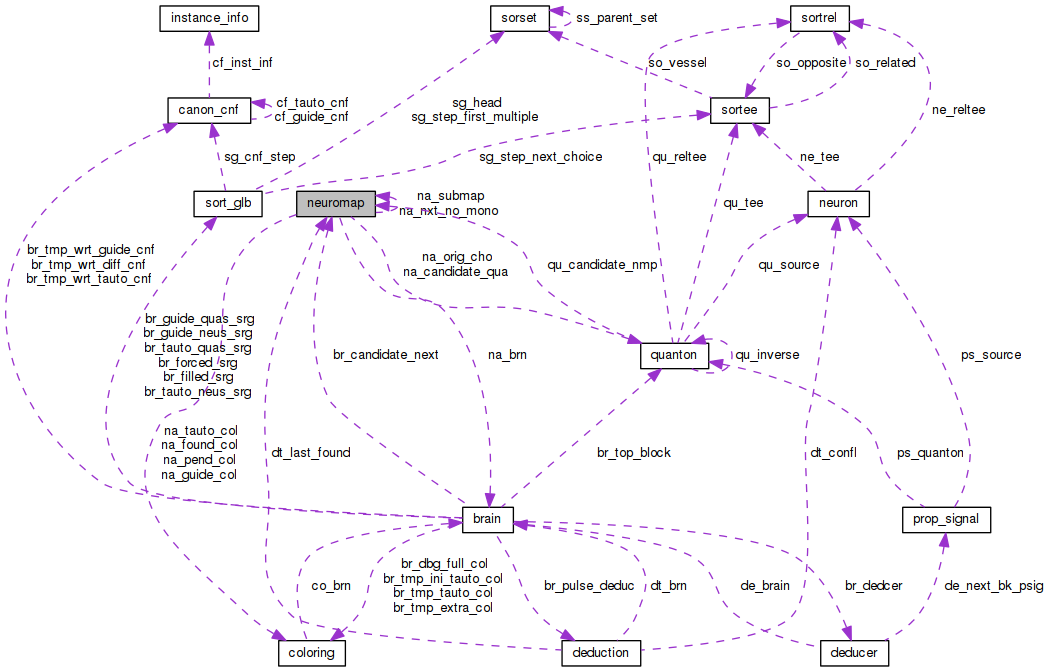 instance_info
sorset
ss_parent_set
sortrel
cf_inst_inf
so_vessel
so_opposite
so_related
canon_cnf
cf_tauto_cnf
cf_guide_cnf
sg_head
sg_step_first_multiple
sortee
ne_reltee
sg_cnf_step
sg_step_next_choice
qu_reltee
ne_tee
sort_glb
neuromap
na_submap
na_nxt_no_mono
qu_tee
neuron
br_tmp_wrt_guide_cnf
br_tmp_wrt_diff_cnf
br_tmp_wrt_tauto_cnf
na_orig_cho
na_candidate_qua
qu_candidate_nmp
qu_source
br_guide_quas_srg
br_guide_neus_srg
br_tauto_quas_srg
br_forced_srg
br_filled_srg
br_tauto_neus_srg
br_candidate_next
na_brn
quanton
qu_inverse
ps_source
na_tauto_col
na_found_col
na_pend_col
na_guide_col
dt_last_found
br_top_block
dt_confl
ps_quanton
brain
prop_signal
co_brn
br_dbg_full_col
br_tmp_ini_tauto_col
br_tmp_tauto_col
br_tmp_extra_col
br_pulse_deduc
dt_brn
de_brain
br_dedcer
de_next_bk_psig
coloring
deduction
deducer